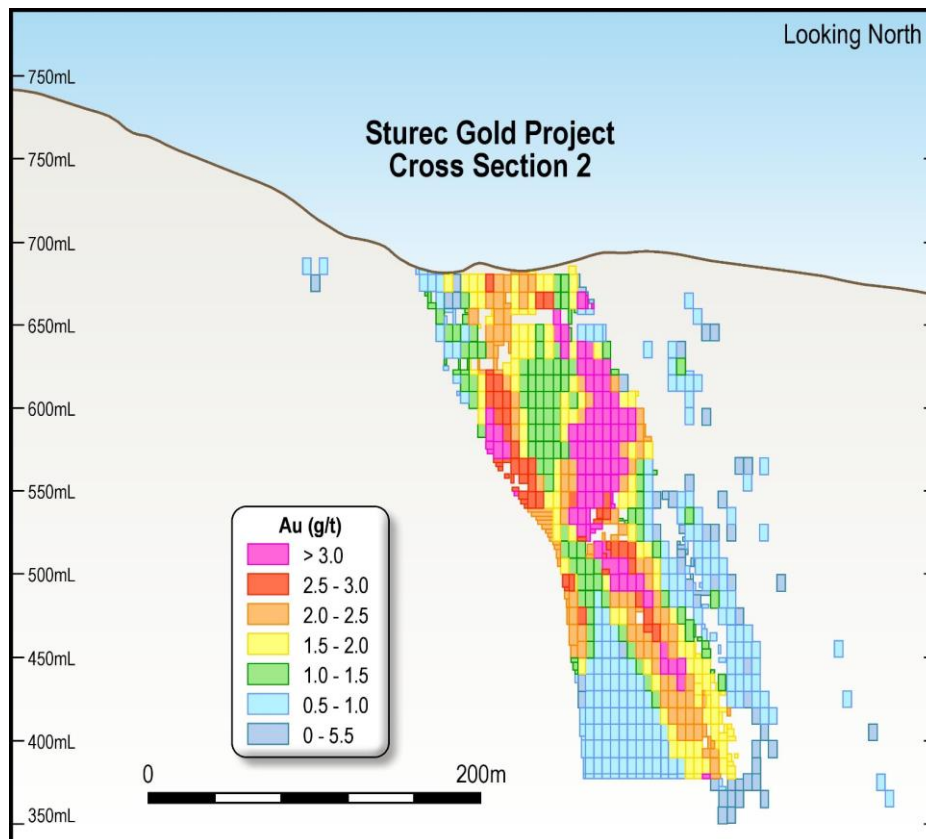 Looking North
750mL
Sturec Gold Project
Cross Section 2
750mL
700mL
650mL
600mL
550mL
500mL
450mL
400mL
350mL
Au (g/t)
> 3.0
2.5 - 3.0
2.0 - 2.5
1.5 - 2.0
1.0 - 1.5
0.5 - 1.0
0 - 5.5
0 200m